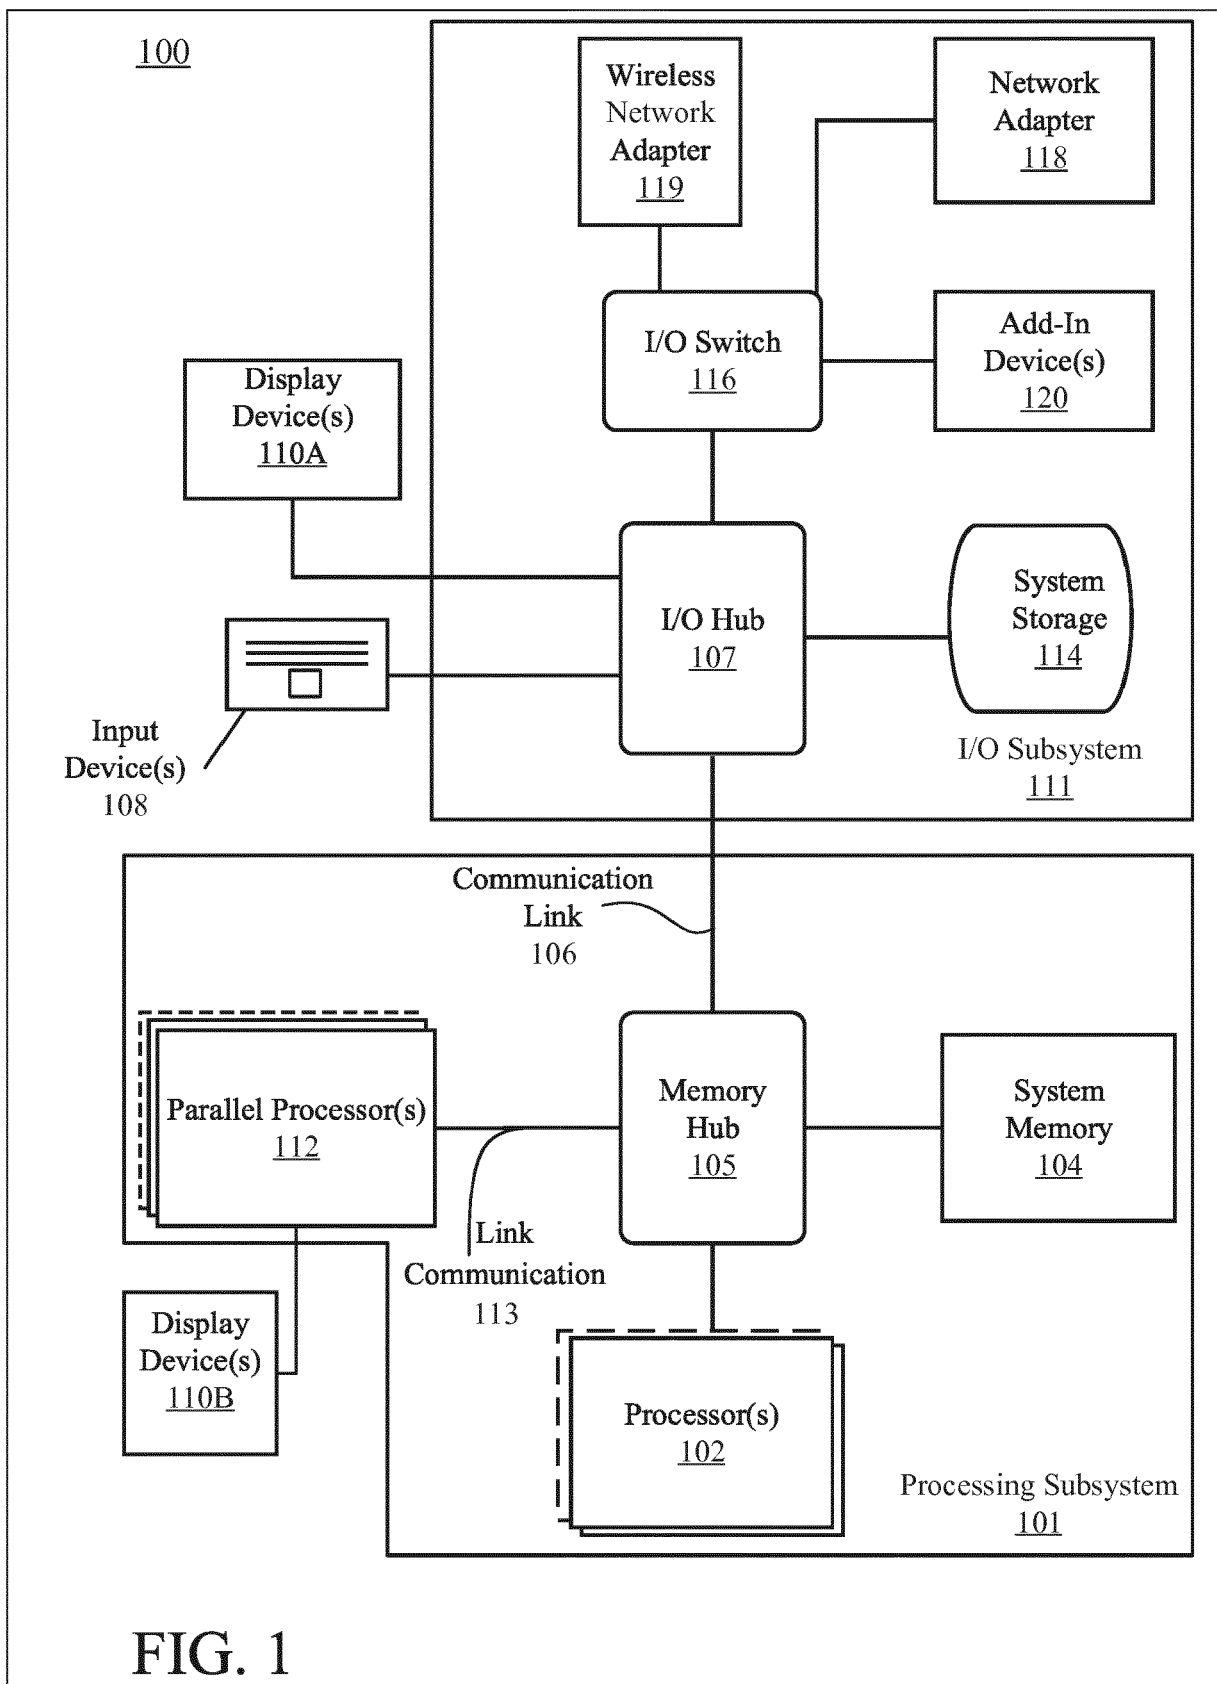 100
Wireless
Network
Adapter
119
Network
Adapter
118
I/O Switch
116
Add-In
Device(s)
120
Display
Device(s)
110A
I/O Hub
107
System
Storage
114
Input
Device(s)
108
I/O Subsystem
111
Communication
Link
106
Parallel Processor(s)
112
Memory
Hub
105
System
Memory
104
Link
Communication
113
Display
Device(s)
110B
Processor(s)
102
Processing Subsystem
101
FIG. 1